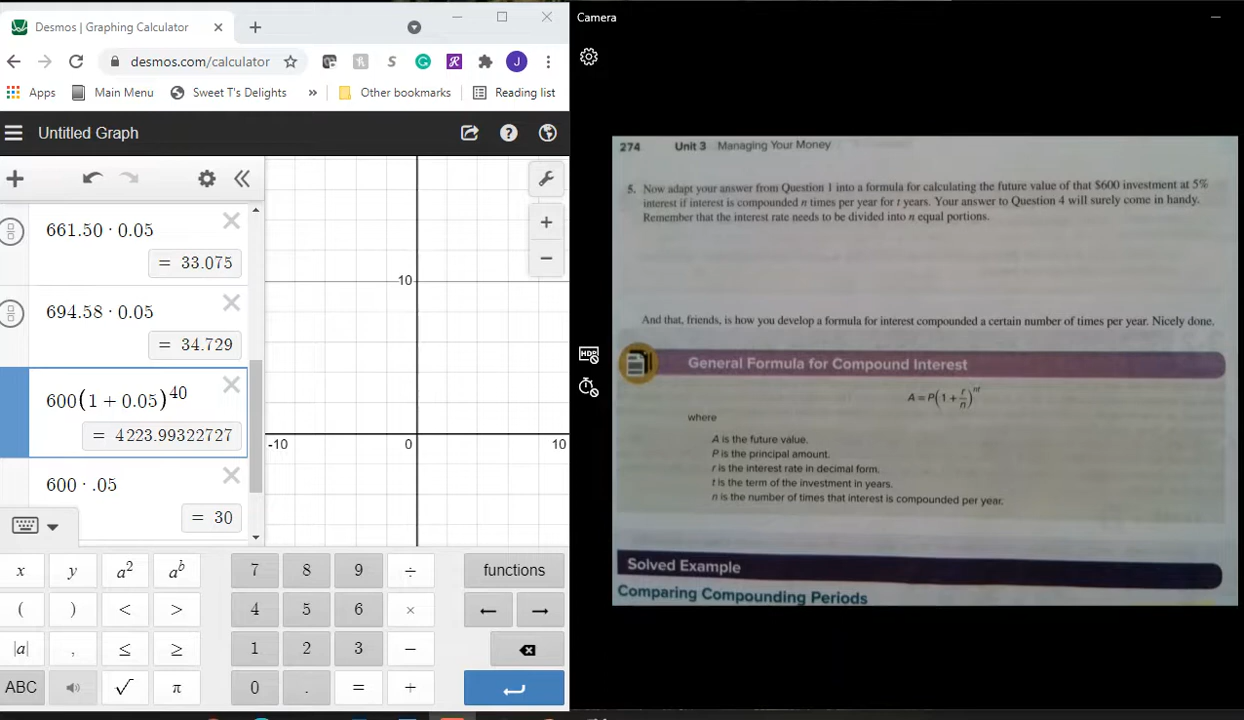 Desmos | Graphing Calculator
desmos.com/calculator
Apps
Main Menu
Sweet T's Delights
»
Other bookmarks
Reading list
Untitled Graph
661.50 · 0.05
= 33.075
694.58 · 0.05
= 34.729
600(1 + 0.05)^40
= 4223.99322727
600 · .05
= 30
10
-10
0
10
x y a² aᵇ 7 8 9 ÷ functions
( ) < > 4 5 6 × ← →
|a| , ≤ ≥ 1 2 3 −
ABC √ π 0 . = +
Camera
274 Unit 3 Managing Your Money
5. Now adapt your answer from Question 1 into a formula for calculating the future value of that $600 investment at 5%
interest if interest is compounded n times per year for t years. Your answer to Question 4 will surely come in handy.
Remember that the interest rate needs to be divided into n equal portions.
And that, friends, is how you develop a formula for interest compounded a certain number of times per year. Nicely done.
General Formula for Compound Interest
A = P(1 + r/n)^nt
where
A is the future value.
P is the principal amount.
r is the interest rate in decimal form.
t is the term of the investment in years.
n is the number of times that interest is compounded per year.
Solved Example
Comparing Compounding Periods